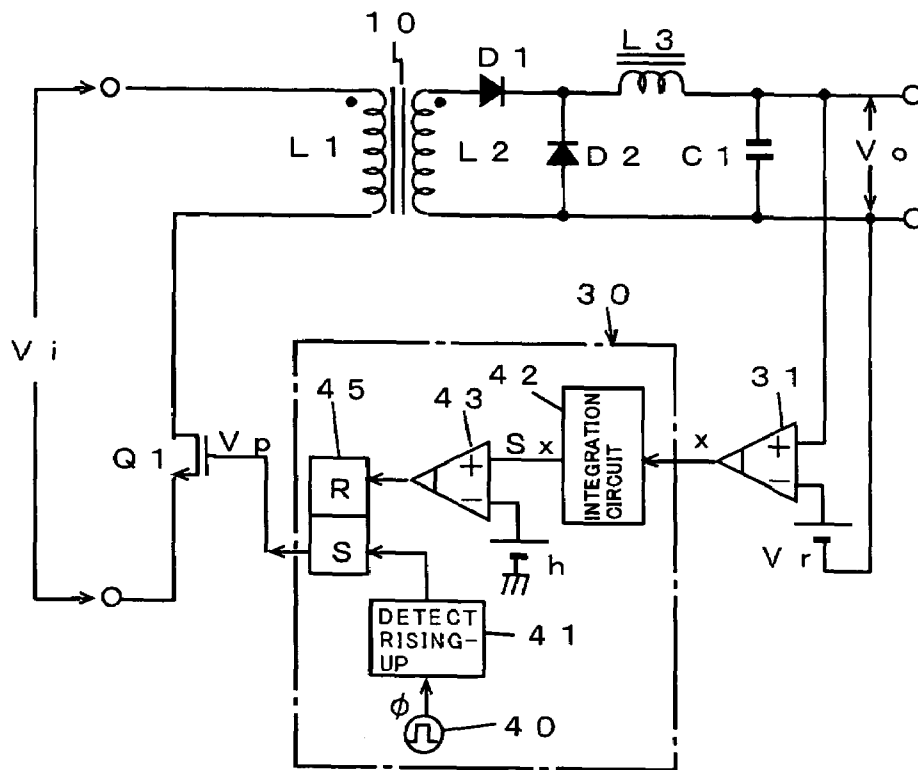 10
D1
L3
L1
L2
D2
C1
Vo
Vi
30
45
43
42
31
Q1
Vp
R
S
+
−
Sx
INTEGRATION
CIRCUIT
x
+
−
Vr
h
DETECT
RISING-
UP
41
ϕ
40